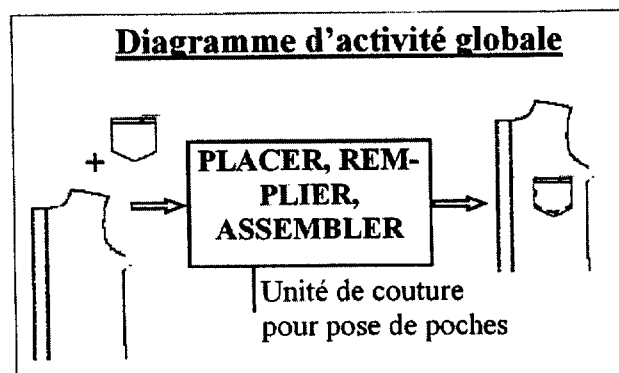 Diagramme d'activité globale
+
PLACER, REM-
PLIER,
ASSEMBLER
Unité de couture
pour pose de poches